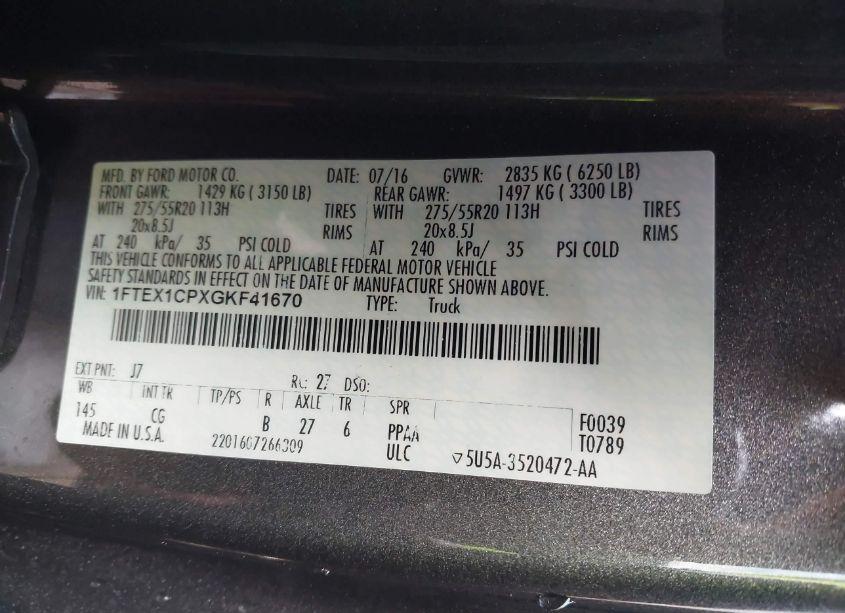 MFD. BY FORD MOTOR CO. DATE: 07/16 GVWR: 2835 KG ( 6250 LB)
FRONT GAWR: 1429 KG ( 3150 LB) REAR GAWR: 1497 KG ( 3300 LB)
WITH 275/55R20 113H TIRES WITH 275/55R20 113H TIRES
20x8.5J RIMS 20x8.5J RIMS
AT 240 kPa/ 35 PSI COLD AT 240 kPa/ 35 PSI COLD
THIS VEHICLE CONFORMS TO ALL APPLICABLE FEDERAL MOTOR VEHICLE
SAFETY STANDARDS IN EFFECT ON THE DATE OF MANUFACTURE SHOWN ABOVE.
VIN: 1FTEX1CPXGKF41670 TYPE: Truck
EXT PNT: J7 RC: 27 DSO:
WB INT TR TP/PS R AXLE TR SPR
145 CG B 27 6 PPAA F0039
MADE IN U.S.A. 2201607266309 ULC T0789
▽5U5A-3520472-AA